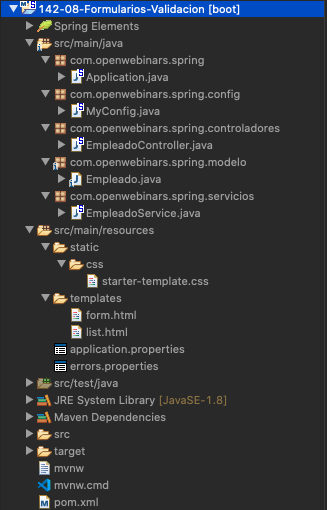 142-08-Formularios-Validacion [boot]
Spring Elements
src/main/java
com.openwebinars.spring
Application.java
com.openwebinars.spring.config
MyConfig.java
com.openwebinars.spring.controladores
EmpleadoController.java
com.openwebinars.spring.modelo
Empleado.java
com.openwebinars.spring.servicios
EmpleadoService.java
src/main/resources
static
css
starter-template.css
templates
form.html
list.html
application.properties
errors.properties
src/test/java
JRE System Library [JavaSE-1.8]
Maven Dependencies
src
target
mvnw
mvnw.cmd
pom.xml